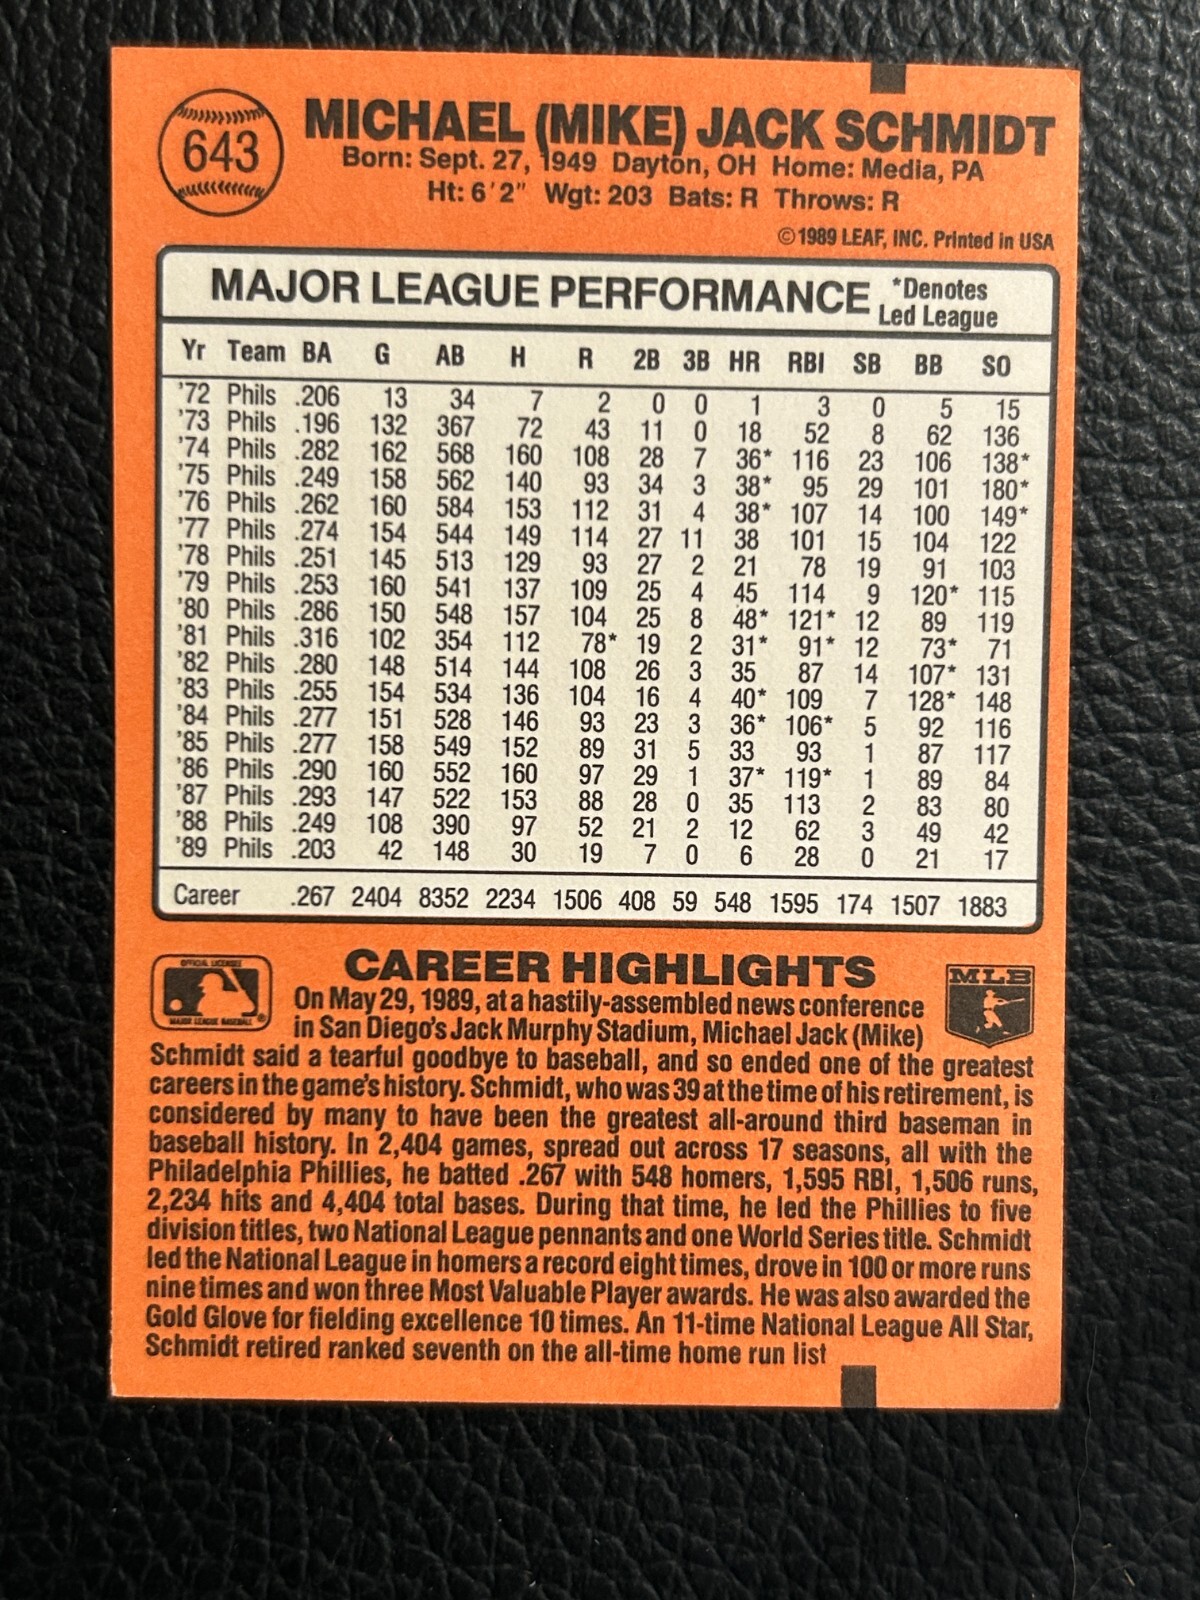 643
MICHAEL (MIKE) JACK SCHMIDT
Born: Sept. 27, 1949 Dayton, OH Home: Media, PA
Ht: 6'2" Wgt: 203 Bats: R Throws: R
©1989 LEAF, INC. Printed in USA
MAJOR LEAGUE PERFORMANCE *Denotes Led League
Yr Team BA G AB H R 2B 3B HR RBI SB BB SO
'72 Phils .206 13 34 7 2 0 0 1 3 0 5 15
'73 Phils .196 132 367 72 43 11 0 18 52 8 62 136
'74 Phils .282 162 568 160 108 28 7 36* 116 23 106 138*
'75 Phils .249 158 562 140 93 34 3 38* 95 29 101 180*
'76 Phils .262 160 584 153 112 31 4 38* 107 14 100 149*
'77 Phils .274 154 544 149 114 27 11 38 101 15 104 122
'78 Phils .251 145 513 129 93 27 2 21 78 19 91 103
'79 Phils .253 160 541 137 109 25 4 45 114 9 120* 115
'80 Phils .286 150 548 157 104 25 8 48* 121* 12 89 119
'81 Phils .316 102 354 112 78* 19 2 31* 91* 12 73* 71
'82 Phils .280 148 514 144 108 26 3 35 87 14 107* 131
'83 Phils .255 154 534 136 104 16 4 40* 109 7 128* 148
'84 Phils .277 151 528 146 93 23 3 36* 106* 5 92 116
'85 Phils .277 158 549 152 89 31 5 33 93 1 87 117
'86 Phils .290 160 552 160 97 29 1 37* 119* 1 89 84
'87 Phils .293 147 522 153 88 28 0 35 113 2 83 80
'88 Phils .249 108 390 97 52 21 2 12 62 3 49 42
'89 Phils .203 42 148 30 19 7 0 6 28 0 21 17
Career .267 2404 8352 2234 1506 408 59 548 1595 174 1507 1883
OFFICIAL LICENSEE
MAJOR LEAGUE BASEBALL®
MLB
CAREER HIGHLIGHTS
On May 29, 1989, at a hastily-assembled news conference
in San Diego's Jack Murphy Stadium, Michael Jack (Mike)
Schmidt said a tearful goodbye to baseball, and so ended one of the greatest
careers in the game's history. Schmidt, who was 39 at the time of his retirement, is
considered by many to have been the greatest all-around third baseman in
baseball history. In 2,404 games, spread out across 17 seasons, all with the
Philadelphia Phillies, he batted .267 with 548 homers, 1,595 RBI, 1,506 runs,
2,234 hits and 4,404 total bases. During that time, he led the Phillies to five
division titles, two National League pennants and one World Series title. Schmidt
led the National League in homers a record eight times, drove in 100 or more runs
nine times and won three Most Valuable Player awards. He was also awarded the
Gold Glove for fielding excellence 10 times. An 11-time National League All Star,
Schmidt retired ranked seventh on the all-time home run list